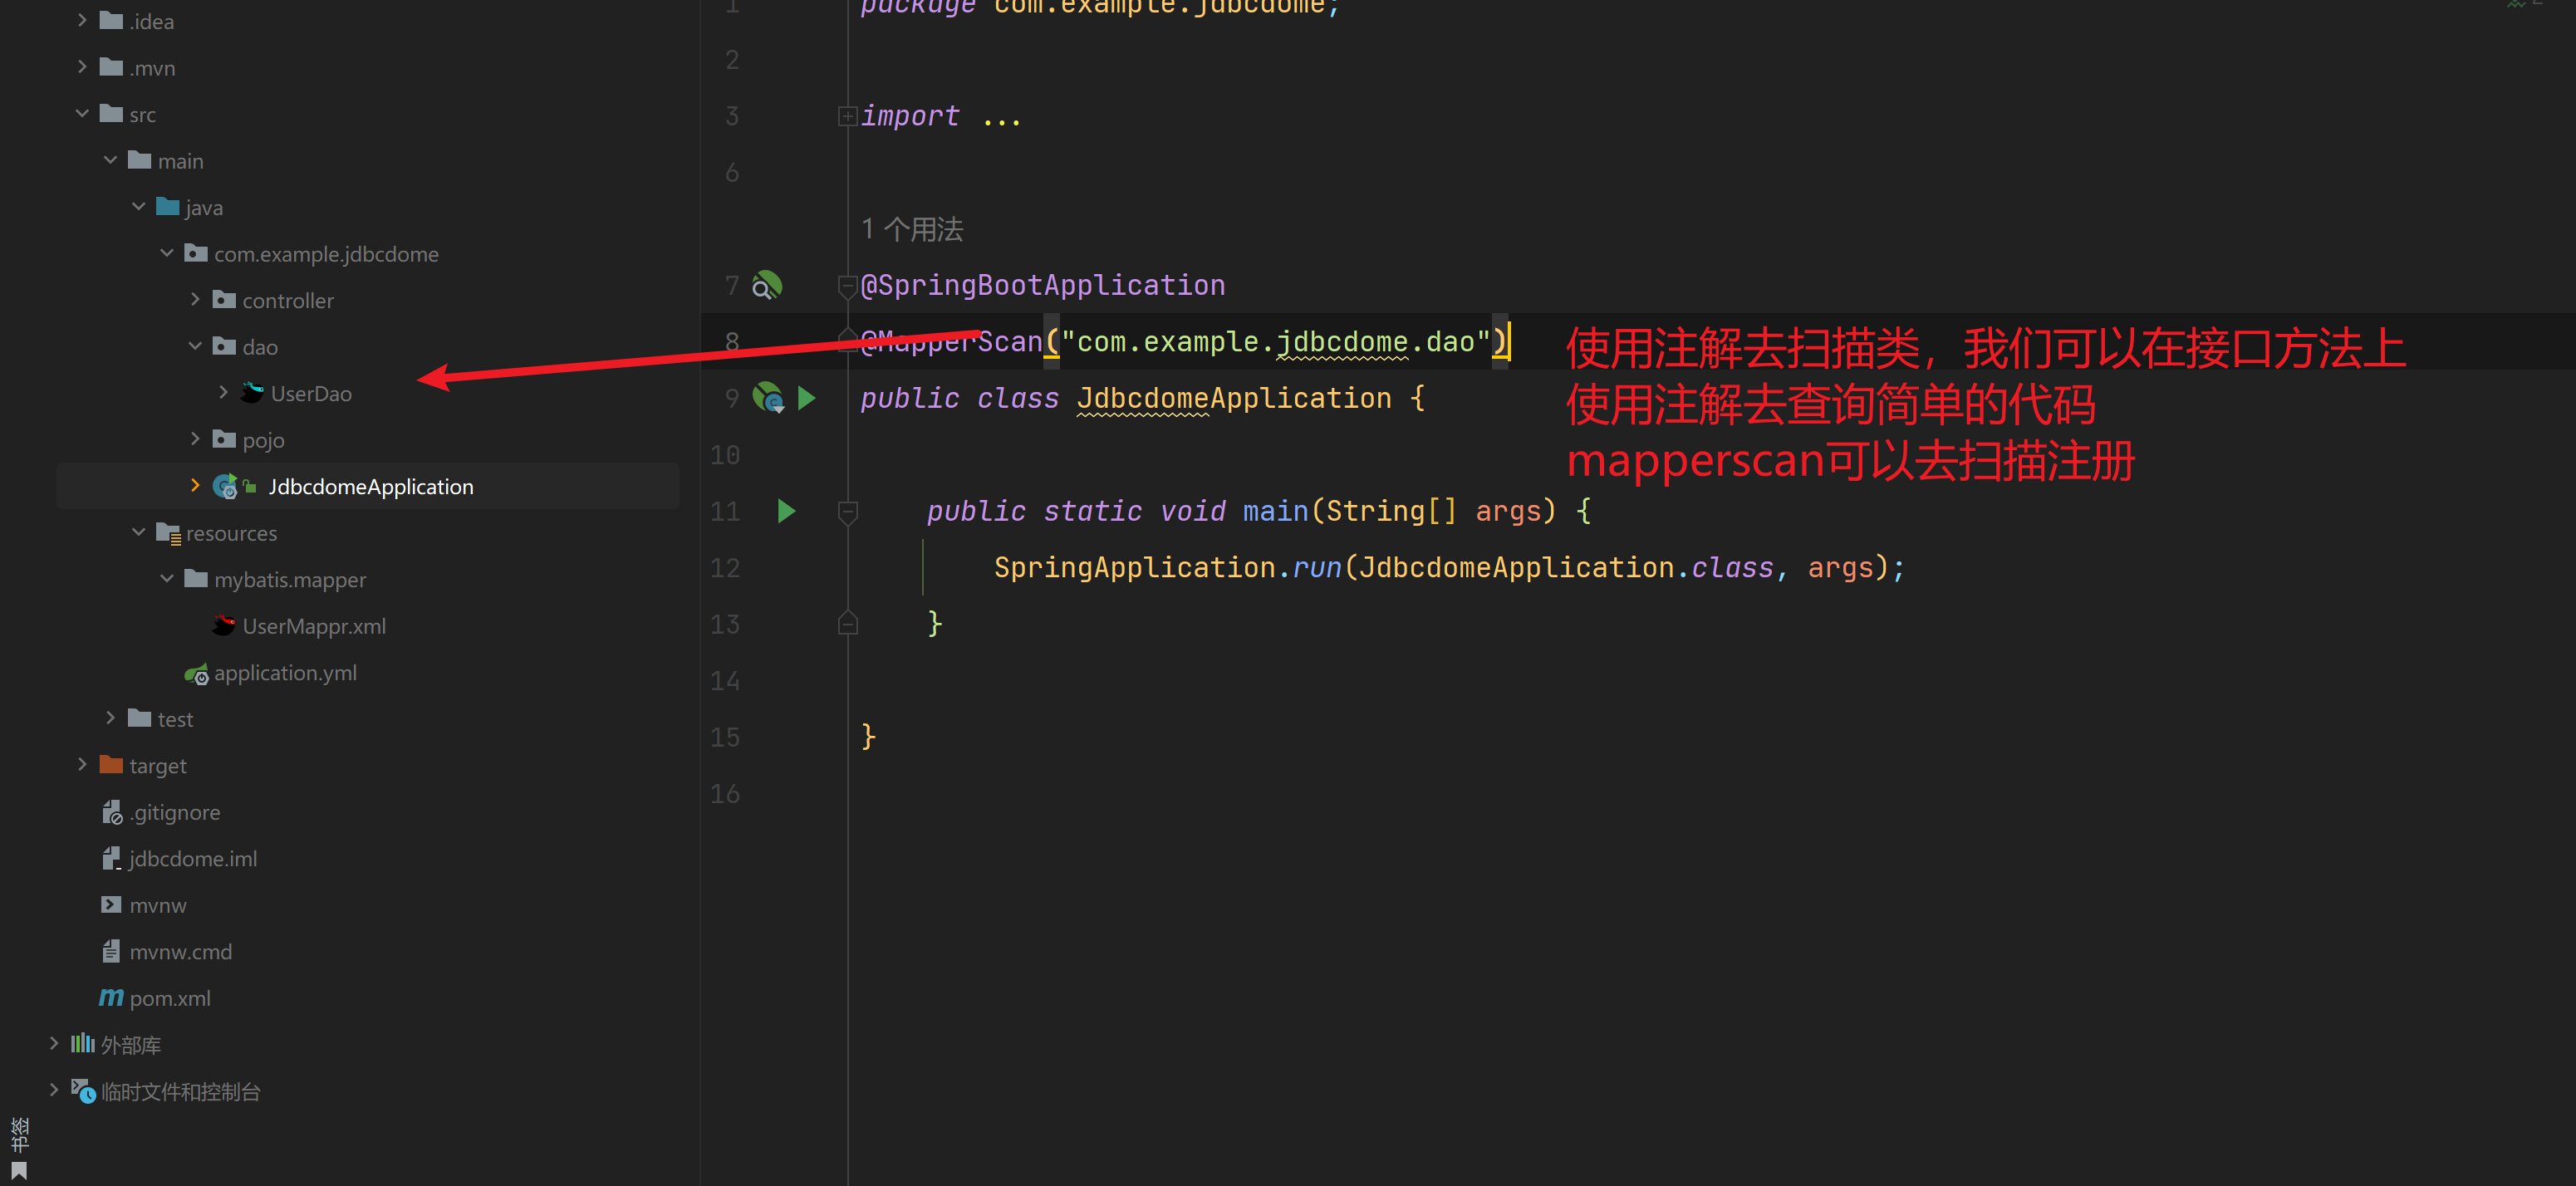 .idea
.mvn
src
main
java
com.example.jdbcdome
controller
dao
UserDao
pojo
JdbcdomeApplication
resources
mybatis.mapper
UserMappr.xml
application.yml
test
target
.gitignore
jdbcdome.iml
mvnw
mvnw.cmd
m pom.xml
外部库
临时文件和控制台
书签
1 package com.example.jdbcdome;
2
3 import ...
6
1 个用法
7 @SpringBootApplication
8 @MapperScan("com.example.jdbcdome.dao")
9 public class JdbcdomeApplication {
10
11 public static void main(String[] args) {
12 SpringApplication.run(JdbcdomeApplication.class, args);
13 }
14
15 }
16
使用注解去扫描类，我们可以在接口方法上
使用注解去查询简单的代码
mapperscan可以去扫描注册